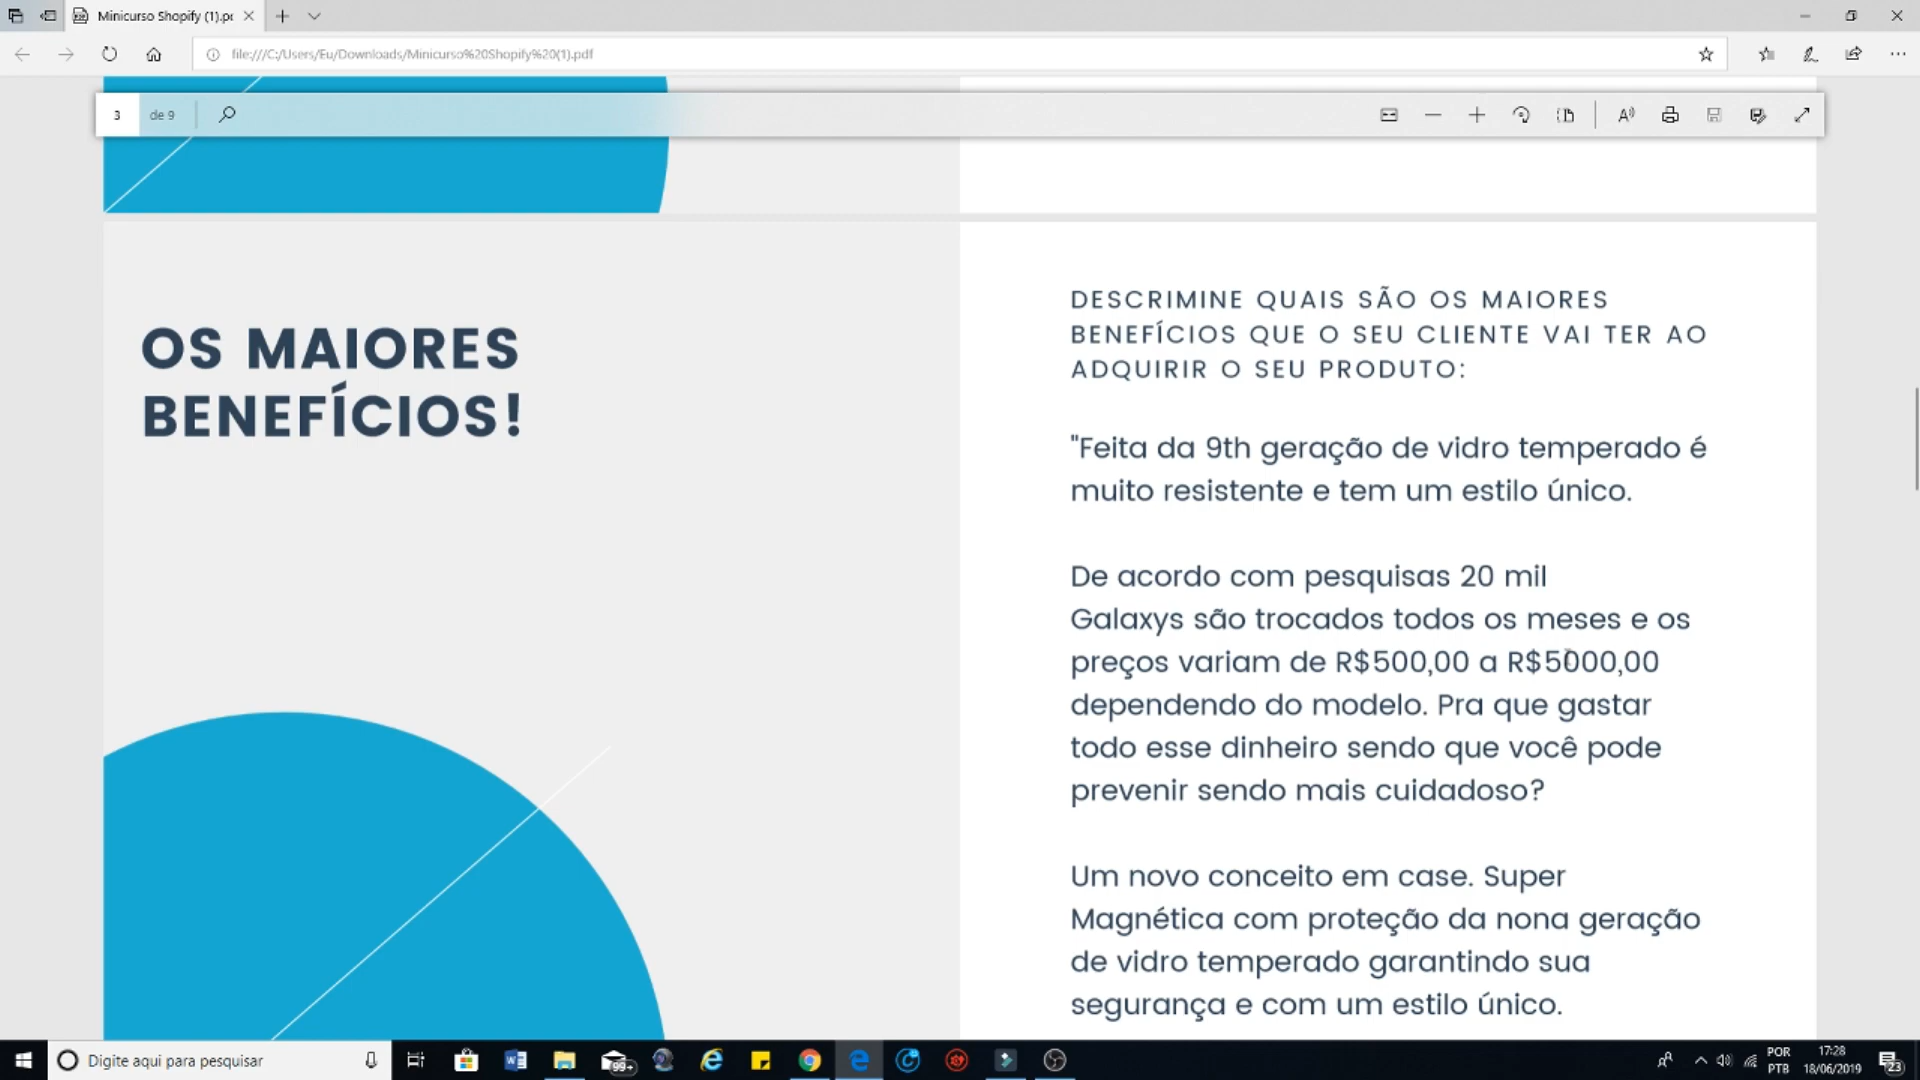 Minicurso Shopify (1).pd
file:///C:/Users/Eu/Downloads/Minicurso%20Shopify%20(1).pdf
3 de 9
OS MAIORES
BENEFÍCIOS!
DESCRIMINE QUAIS SÃO OS MAIORES
BENEFÍCIOS QUE O SEU CLIENTE VAI TER AO
ADQUIRIR O SEU PRODUTO:
"Feita da 9th geração de vidro temperado é
muito resistente e tem um estilo único.
De acordo com pesquisas 20 mil
Galaxys são trocados todos os meses e os
preços variam de R$500,00 a R$5000,00
dependendo do modelo. Pra que gastar
todo esse dinheiro sendo que você pode
prevenir sendo mais cuidadoso?
Um novo conceito em case. Super
Magnética com proteção da nona geração
de vidro temperado garantindo sua
segurança e com um estilo único.
Digite aqui para pesquisar
99+
POR
PTB
17:28
18/06/2019
23